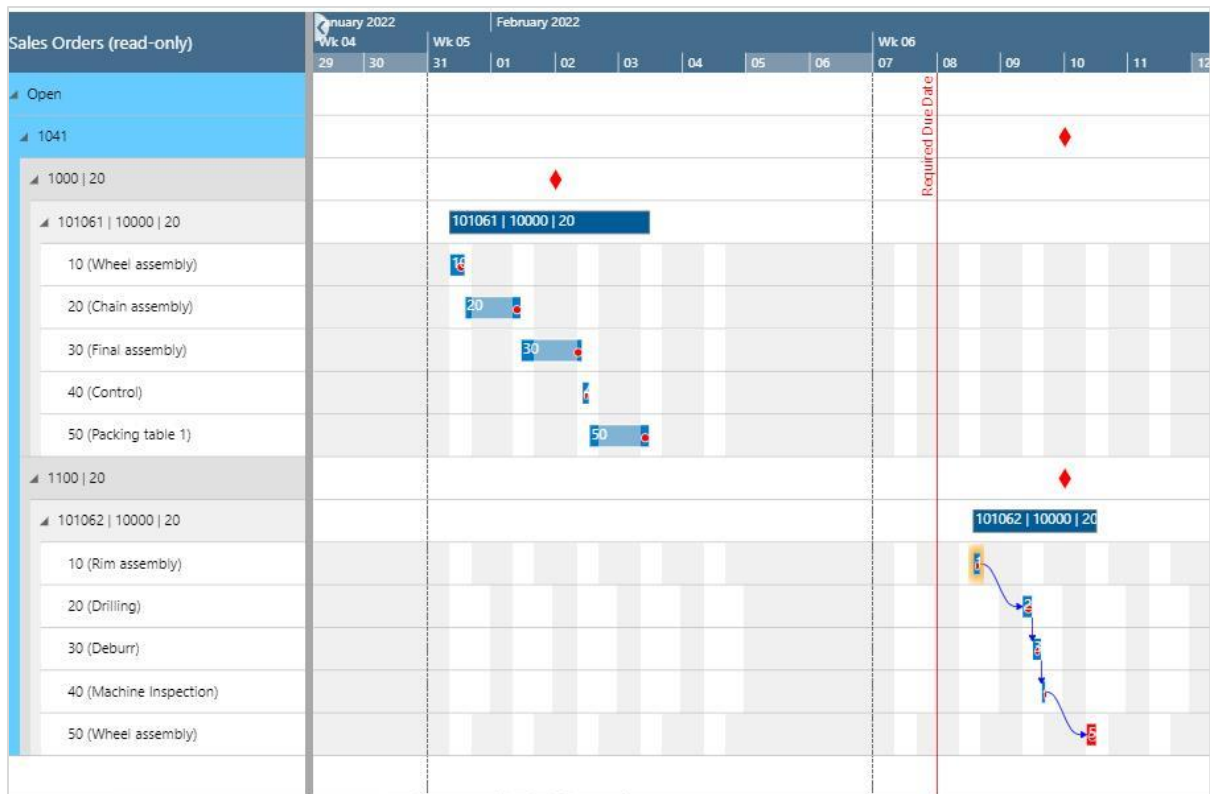 Sales Orders (read-only)
nuary 2022
February 2022
Wk 04
Wk 05
Wk 06
29 30 31 01 02 03 04 05 06 07 08 09 10 11 12
Required Due Date
Open
1041
1000 | 20
101061 | 10000 | 20
101061 | 10000 | 20
10 (Wheel assembly)
20 (Chain assembly)
20
30 (Final assembly)
30
40 (Control)
50 (Packing table 1)
50
1100 | 20
101062 | 10000 | 20
101062 | 10000 | 20
10 (Rim assembly)
20 (Drilling)
30 (Deburr)
40 (Machine Inspection)
50 (Wheel assembly)